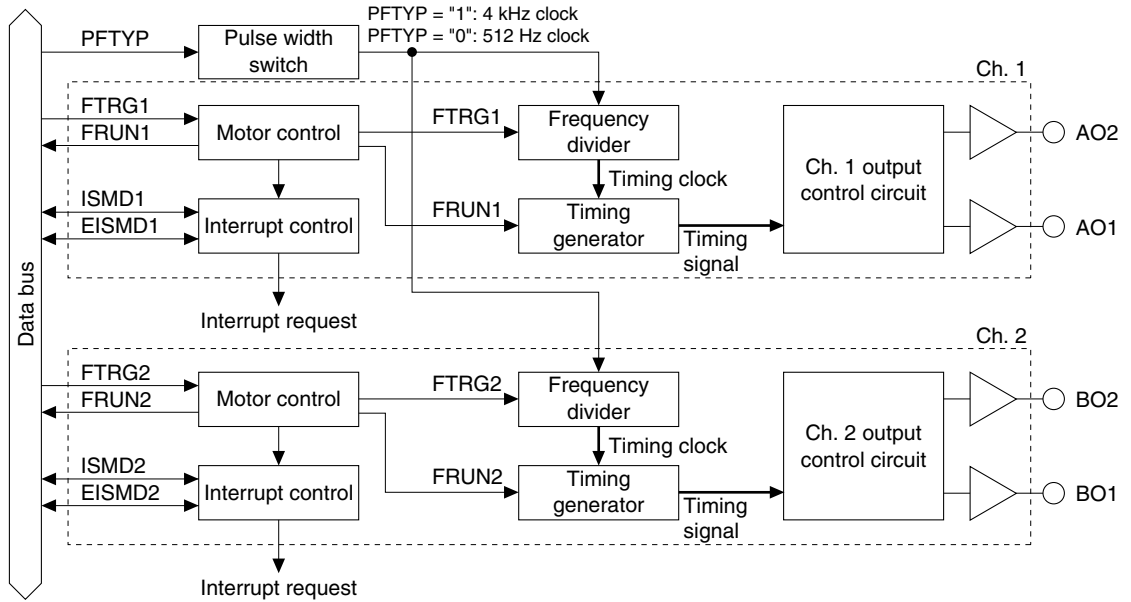 PFTYP = "1": 4 kHz clock
PFTYP = "0": 512 Hz clock
PFTYP
Pulse width
switch
Data bus
Ch. 1
FTRG1
FRUN1
Motor control
FTRG1
Frequency
divider
Timing clock
ISMD1
EISMD1
Interrupt control
FRUN1
Timing
generator
Timing
signal
Ch. 1 output
control circuit
AO2
AO1
Interrupt request
Ch. 2
FTRG2
FRUN2
Motor control
FTRG2
Frequency
divider
Timing clock
ISMD2
EISMD2
Interrupt control
FRUN2
Timing
generator
Timing
signal
Ch. 2 output
control circuit
BO2
BO1
Interrupt request